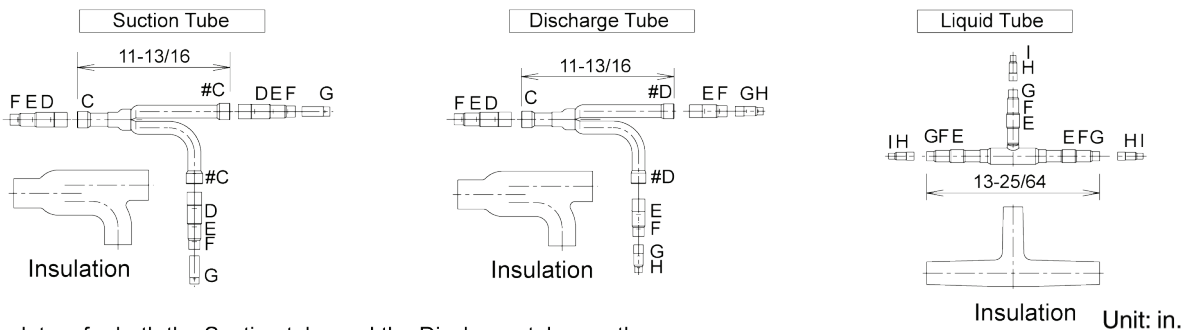 Suction Tube
11-13/16
F E D
C
#C
D E F
G
#C
D
E
F
G
Insulation
Discharge Tube
11-13/16
F E D
C
#D
E F
G H
#D
E
F
G
H
Insulation
Liquid Tube
I
H
G
F
E
I H
G F E
E F G
H I
13-25/64
Insulation
Unit: in.